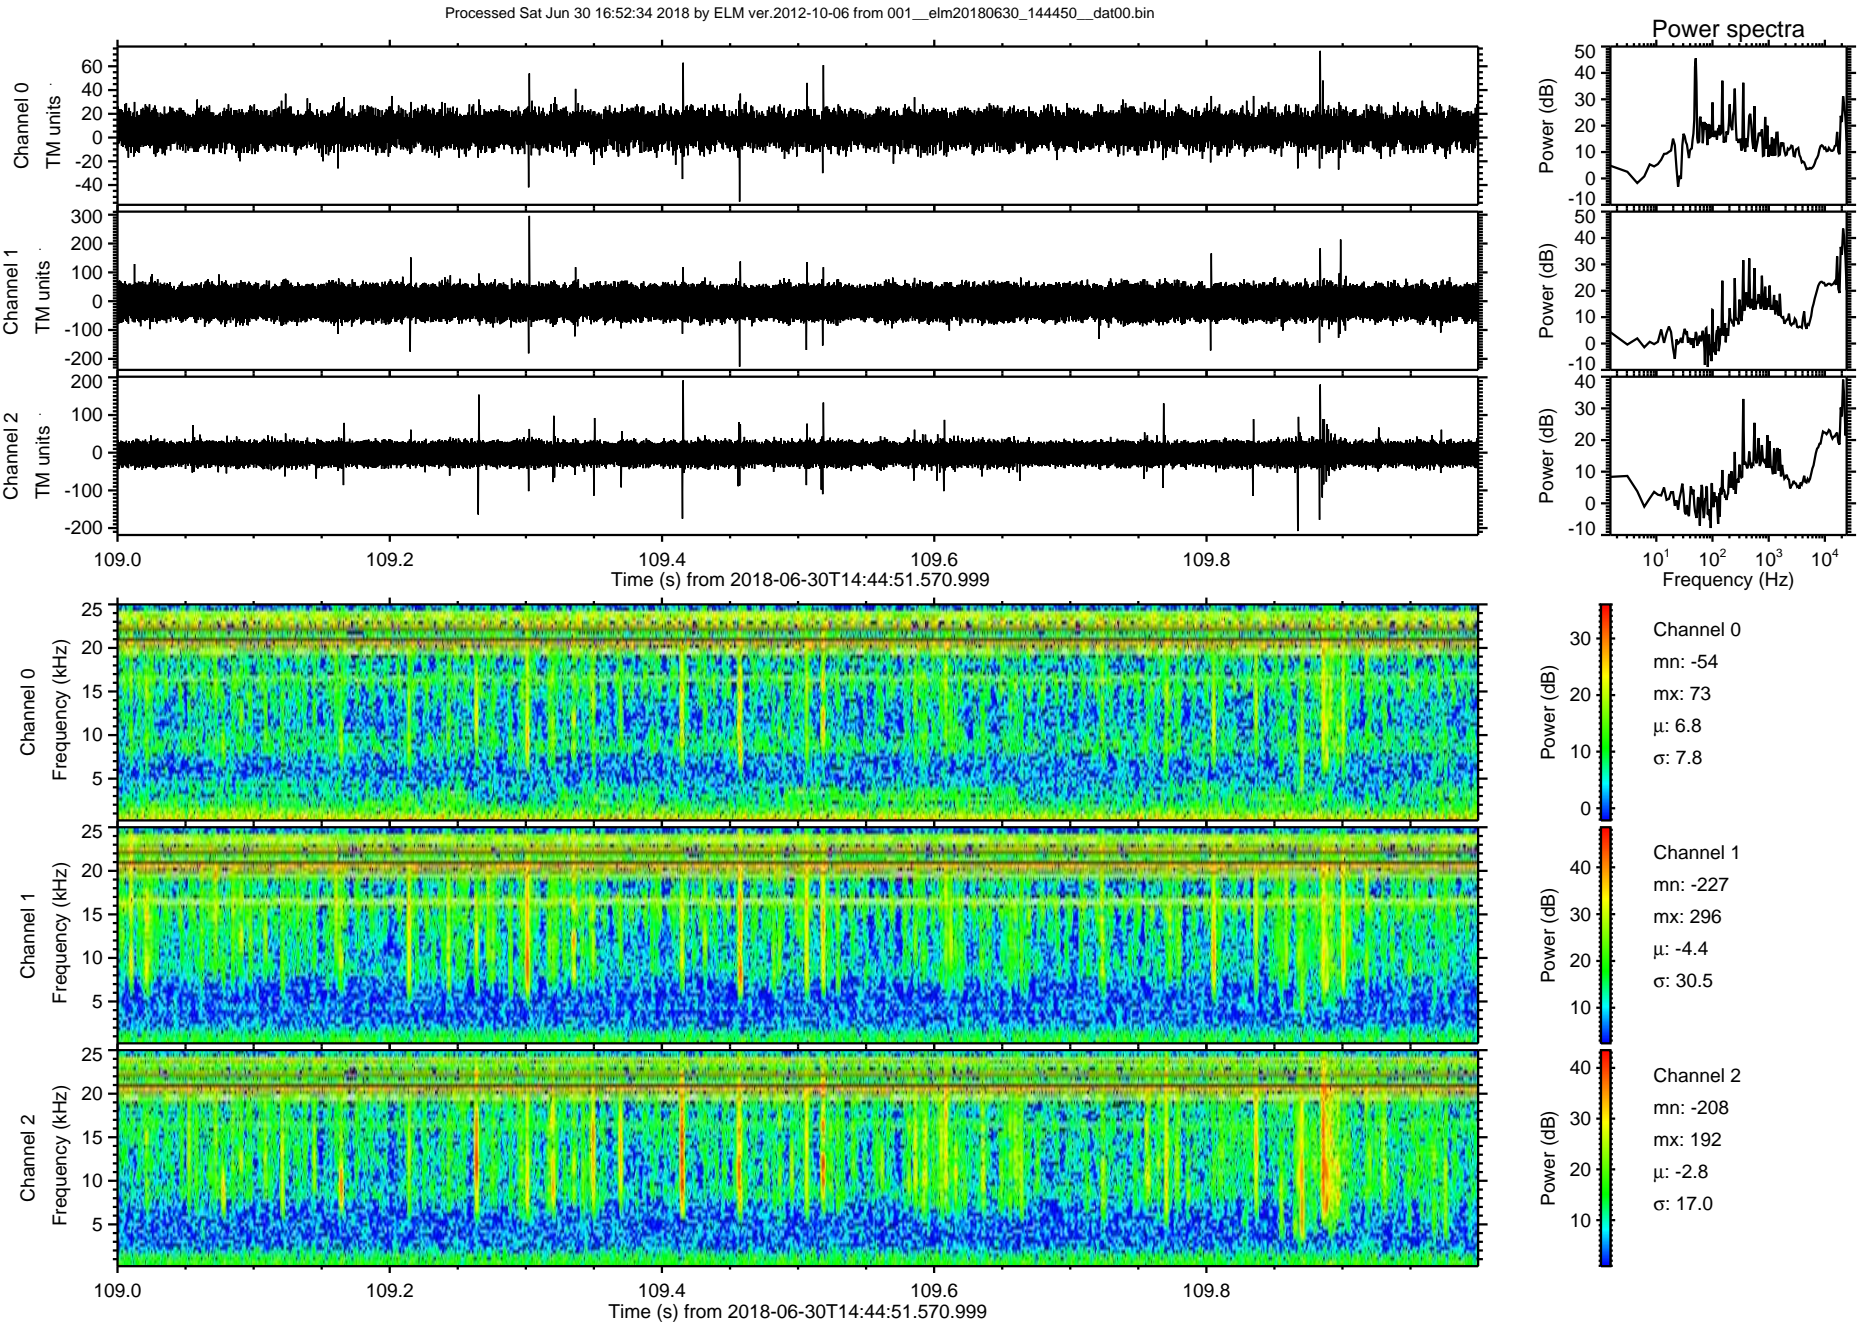 Processed Sat Jun 30 16:52:34 2018 by ELM ver.2012-10-06 from 001__elm20180630_144450__dat00.bin
Power spectra
Channel 0
TM units
60
40
20
0
-20
-40
Power (dB)
50
40
30
20
10
0
-10
Channel 1
TM units
300
200
100
0
-100
-200
Power (dB)
50
40
30
20
10
0
-10
Channel 2
TM units
200
100
0
-100
-200
Power (dB)
40
30
20
10
0
-10
109.0 109.2 109.4 109.6 109.8
Time (s) from 2018-06-30T14:44:51.570.999
10^1 10^2 10^3 10^4
Frequency (Hz)
Channel 0
Frequency (kHz)
25
20
15
10
5
Power (dB)
30
20
10
0
Channel 0
mn: -54
mx: 73
μ: 6.8
σ: 7.8
Channel 1
Frequency (kHz)
25
20
15
10
5
Power (dB)
40
30
20
10
Channel 1
mn: -227
mx: 296
μ: -4.4
σ: 30.5
Channel 2
Frequency (kHz)
25
20
15
10
5
Power (dB)
40
30
20
10
Channel 2
mn: -208
mx: 192
μ: -2.8
σ: 17.0
109.0 109.2 109.4 109.6 109.8
Time (s) from 2018-06-30T14:44:51.570.999